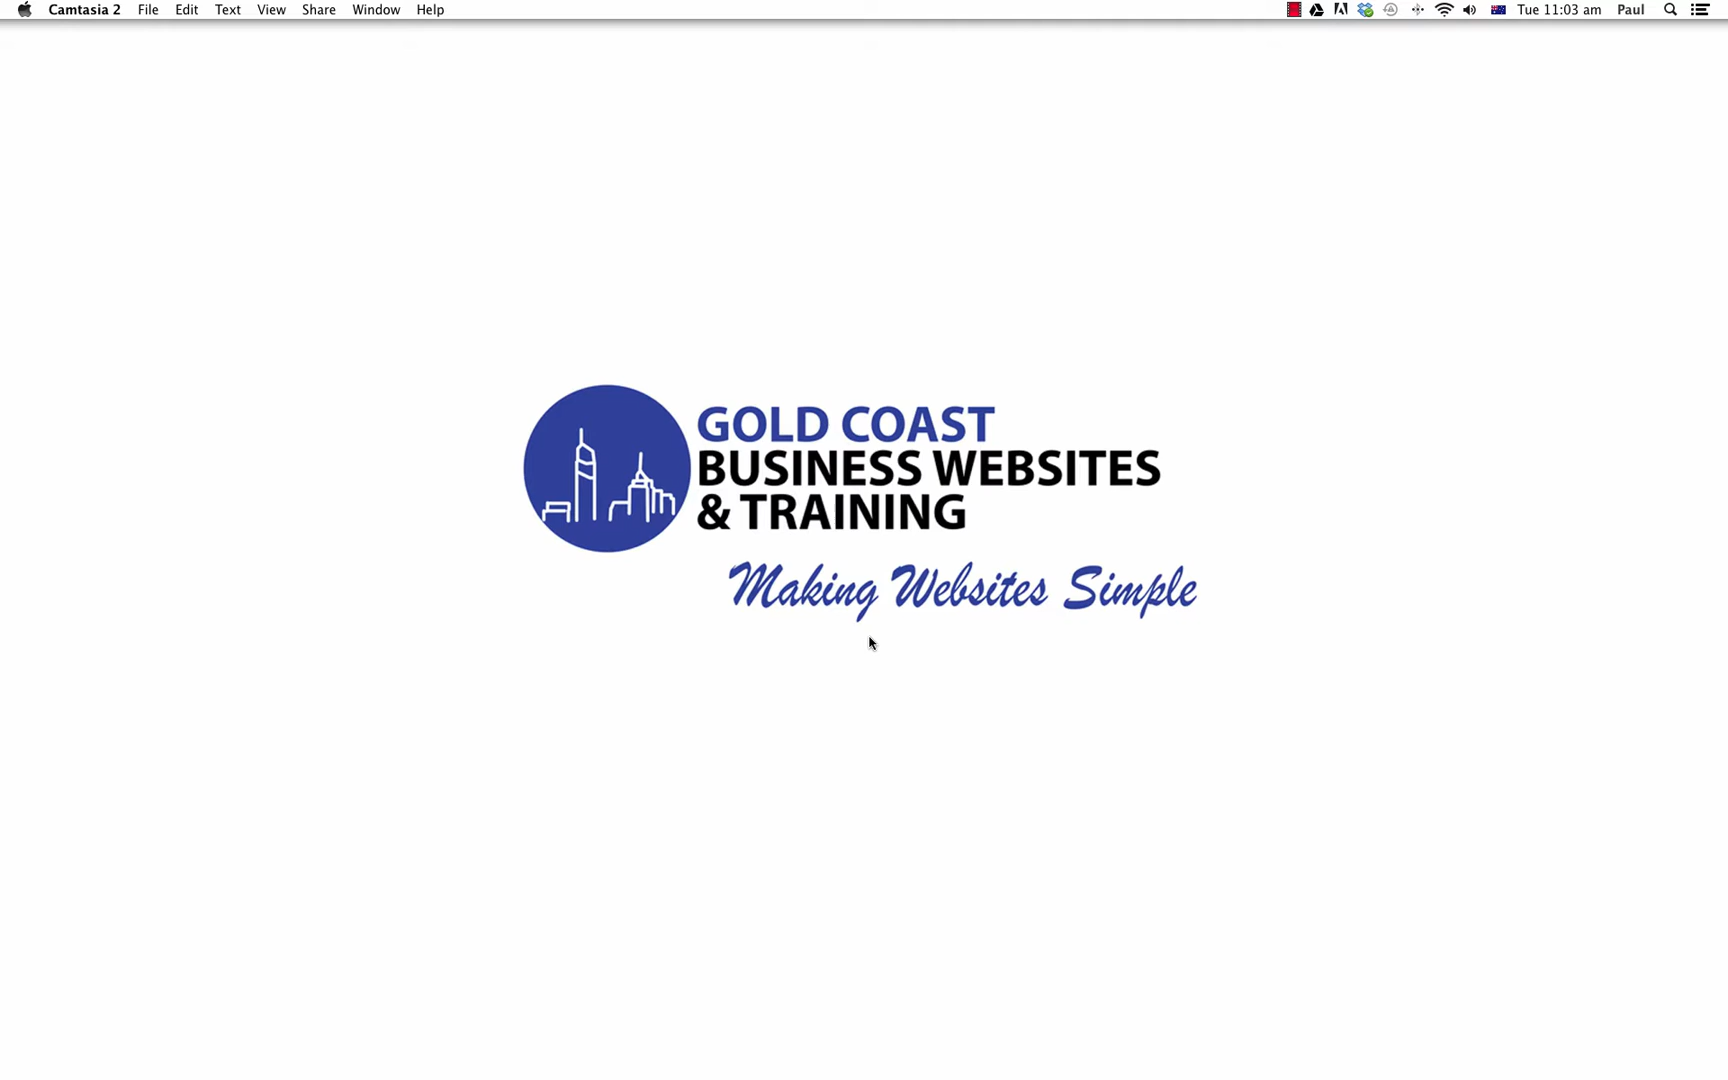 Camtasia 2 File Edit Text View Share Window Help Tue 11:03 am Paul
GOLD COAST
BUSINESS WEBSITES
& TRAINING
Making Websites Simple